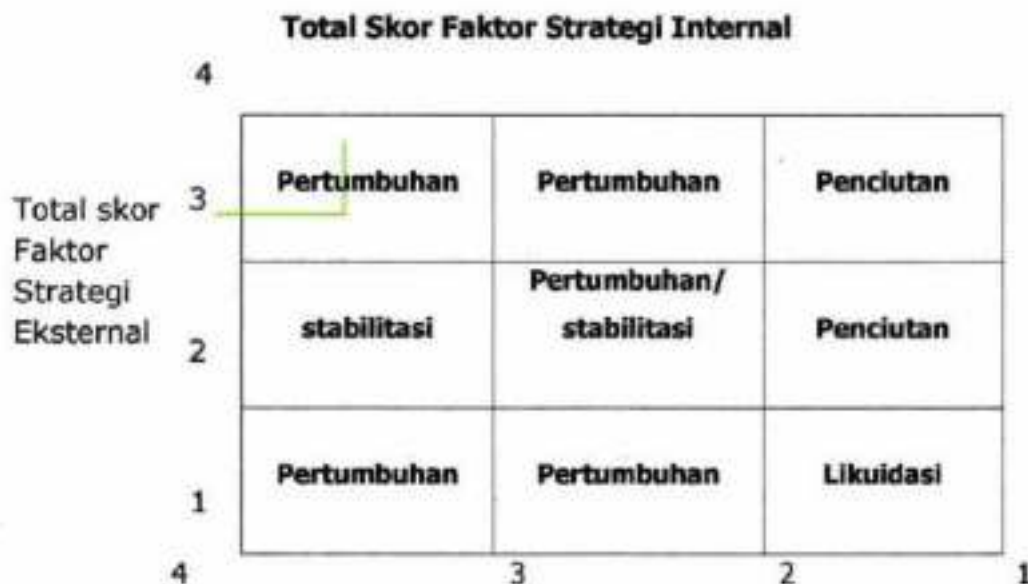 Total Skor Faktor Strategi Internal
4
Pertumbuhan Pertumbuhan Penciutan
Total skor 3
Faktor
Strategi
Eksternal
Pertumbuhan/
stabilitasi stabilitasi Penciutan
2
Pertumbuhan Pertumbuhan Likuidasi
1
4 3 2 1